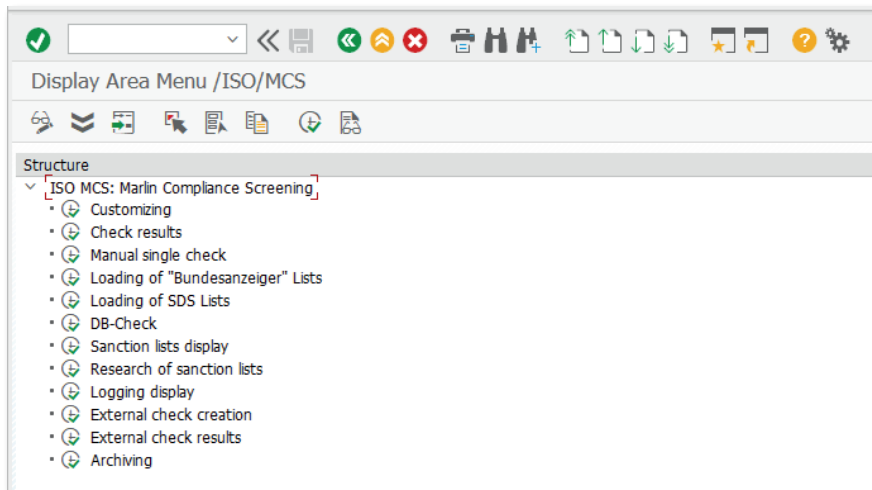 Display Area Menu /ISO/MCS
Structure
ISO MCS: Marlin Compliance Screening
Customizing
Check results
Manual single check
Loading of "Bundesanzeiger" Lists
Loading of SDS Lists
DB-Check
Sanction lists display
Research of sanction lists
Logging display
External check creation
External check results
Archiving